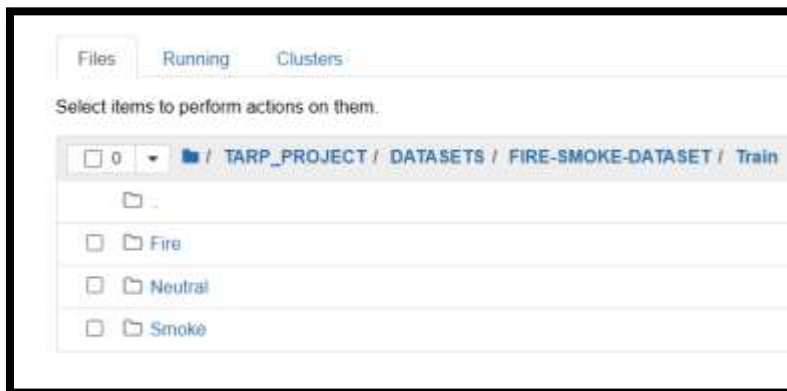 Files Running Clusters
Select items to perform actions on them.
0 / TARP_PROJECT / DATASETS / FIRE-SMOKE-DATASET / Train
..
Fire
Neutral
Smoke